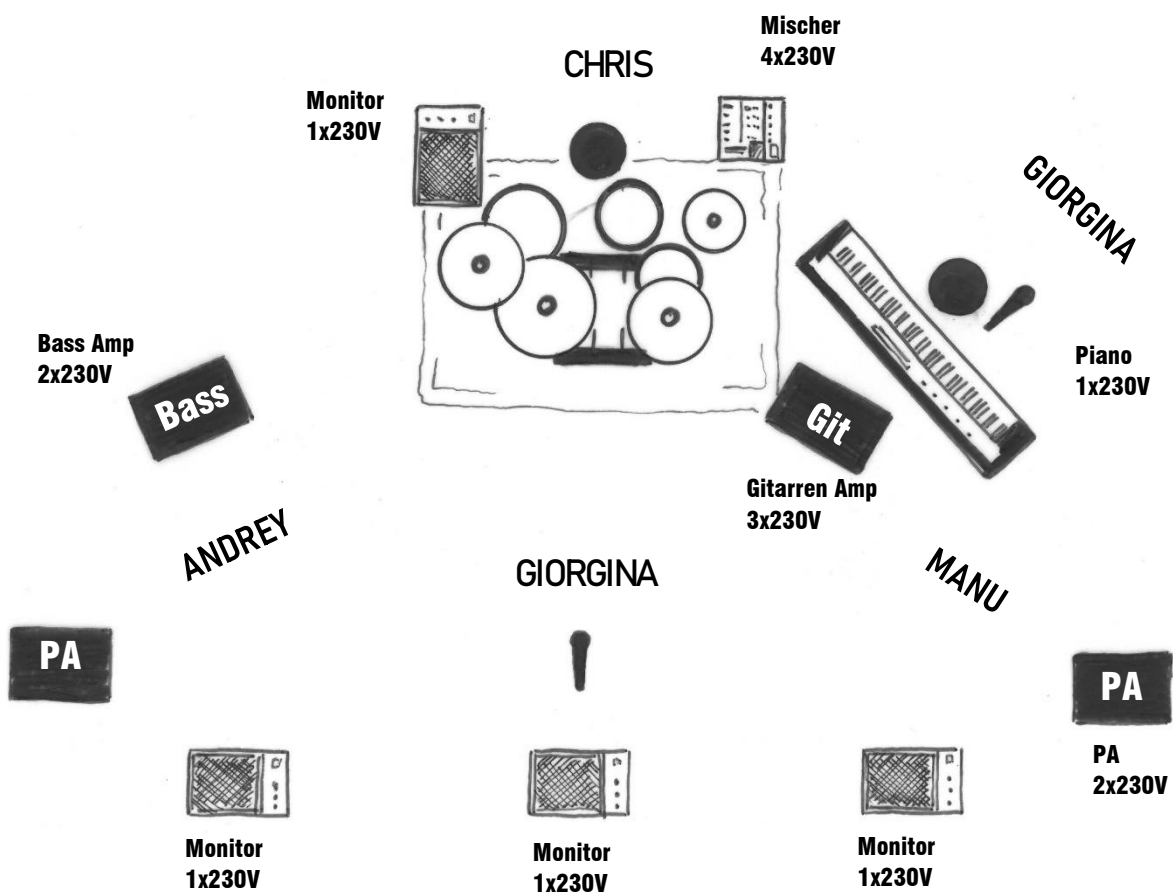 Mischer
4x230V
CHRIS
Monitor
1x230V
GIORGINA
Bass Amp
2x230V
Bass
Piano
1x230V
Git
Gitarren Amp
3x230V
ANDREY
GIORGINA
MANU
PA
PA
PA
2x230V
Monitor
1x230V
Monitor
1x230V
Monitor
1x230V